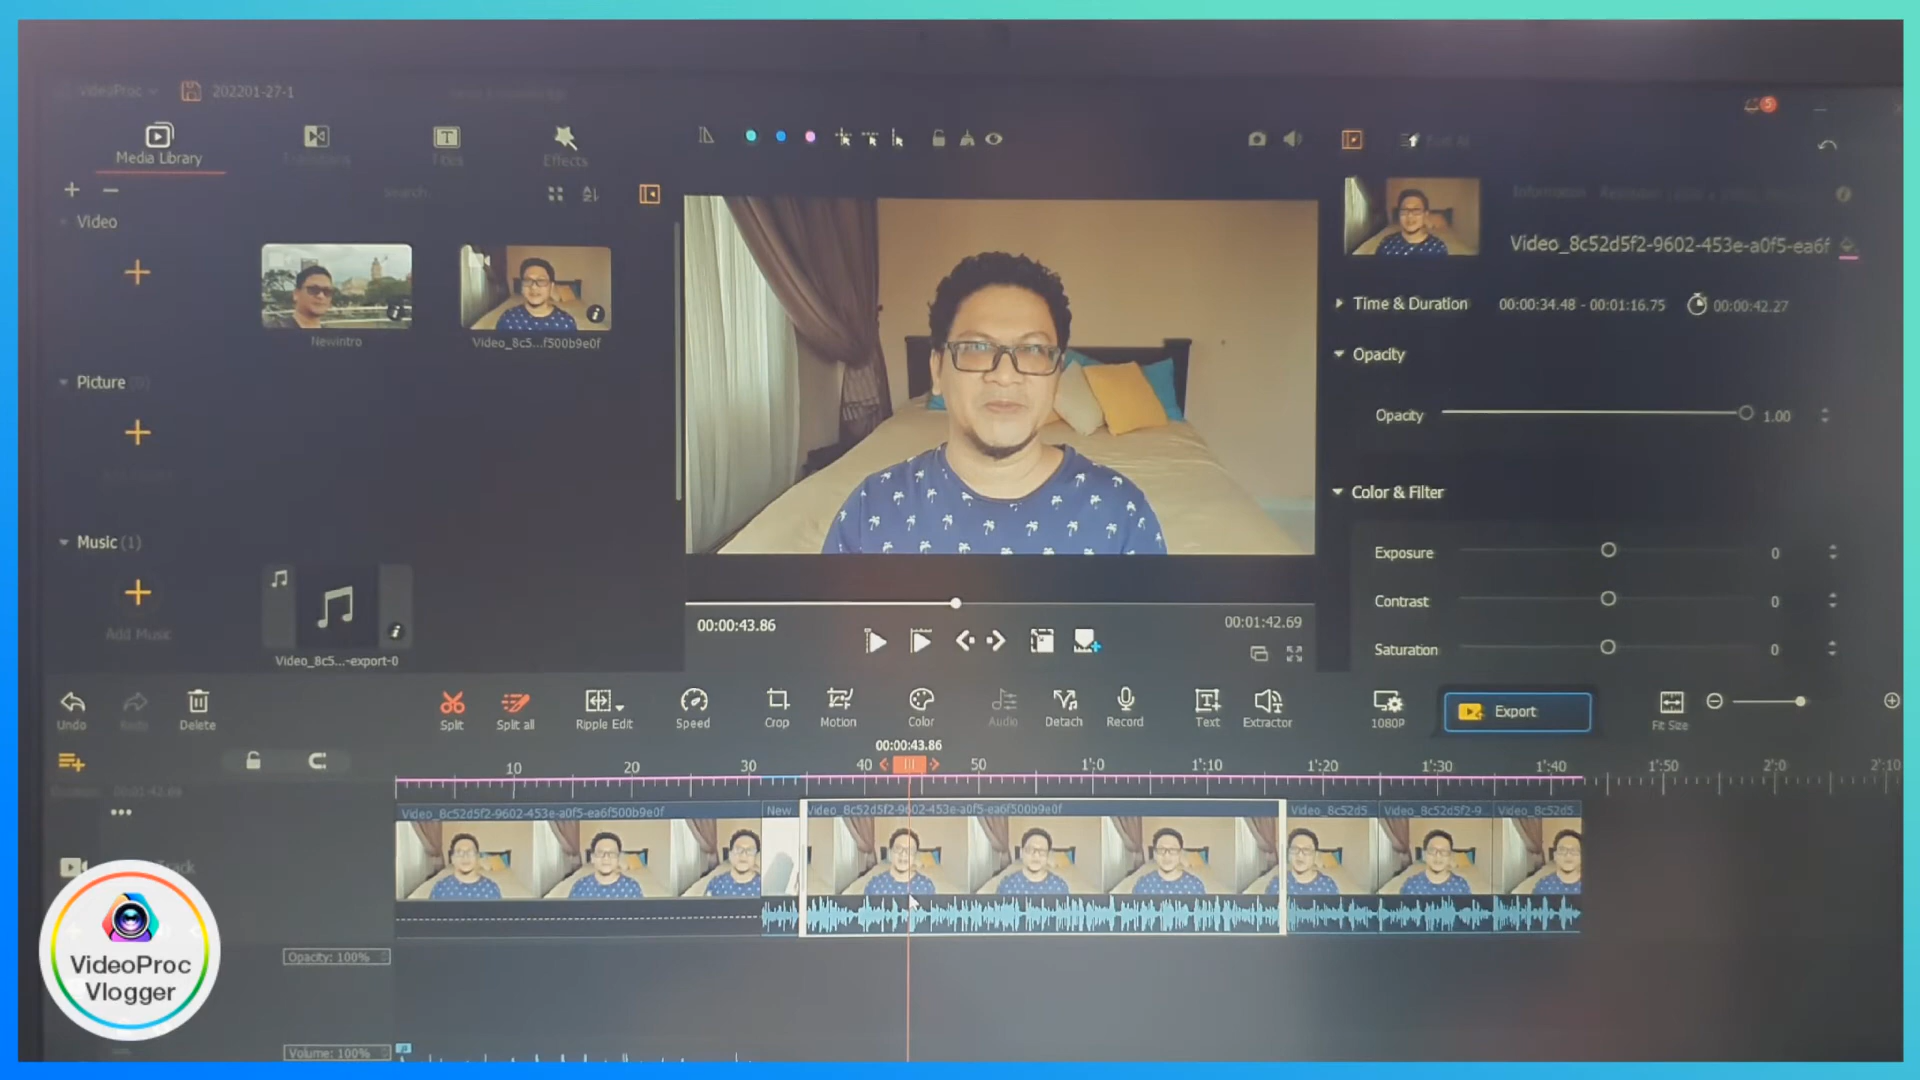 VideoProc
202201-27-1
5
Media Library
Titles
Effects
search
Video
Newintro
Video_8c5...f500b9e0f
Picture (0)
Music (1)
Add Music
Video_8c5...-export-0
00:00:43.86
00:01:42.69
Video_8c52d5f2-9602-453e-a0f5-ea6f
Time & Duration
00:00:34.48 - 00:01:16.75
00:00:42.27
Opacity
Opacity
1.00
Color & Filter
Exposure
0
Contrast
0
Saturation
0
Undo
Redo
Delete
Split
Split all
Ripple Edit
Speed
Crop
Motion
Color
Audio
Detach
Record
Text
Extractor
1080P
Export
Fit Size
00:00:43.86
10
20
30
40
50
1':0
1':10
1':20
1':30
1':40
1':50
2':0
2':10
Video_8c52d5f2-9602-453e-a0f5-ea6f500b9e0f
New
Video_8c52d5f2-9602-453e-a0f5-ea6f500b9e0f
Video_8c52d5
Video_8c52d5f2-9
Video_8c52d5
Opacity: 100%
Volume: 100%
VideoProc
Vlogger